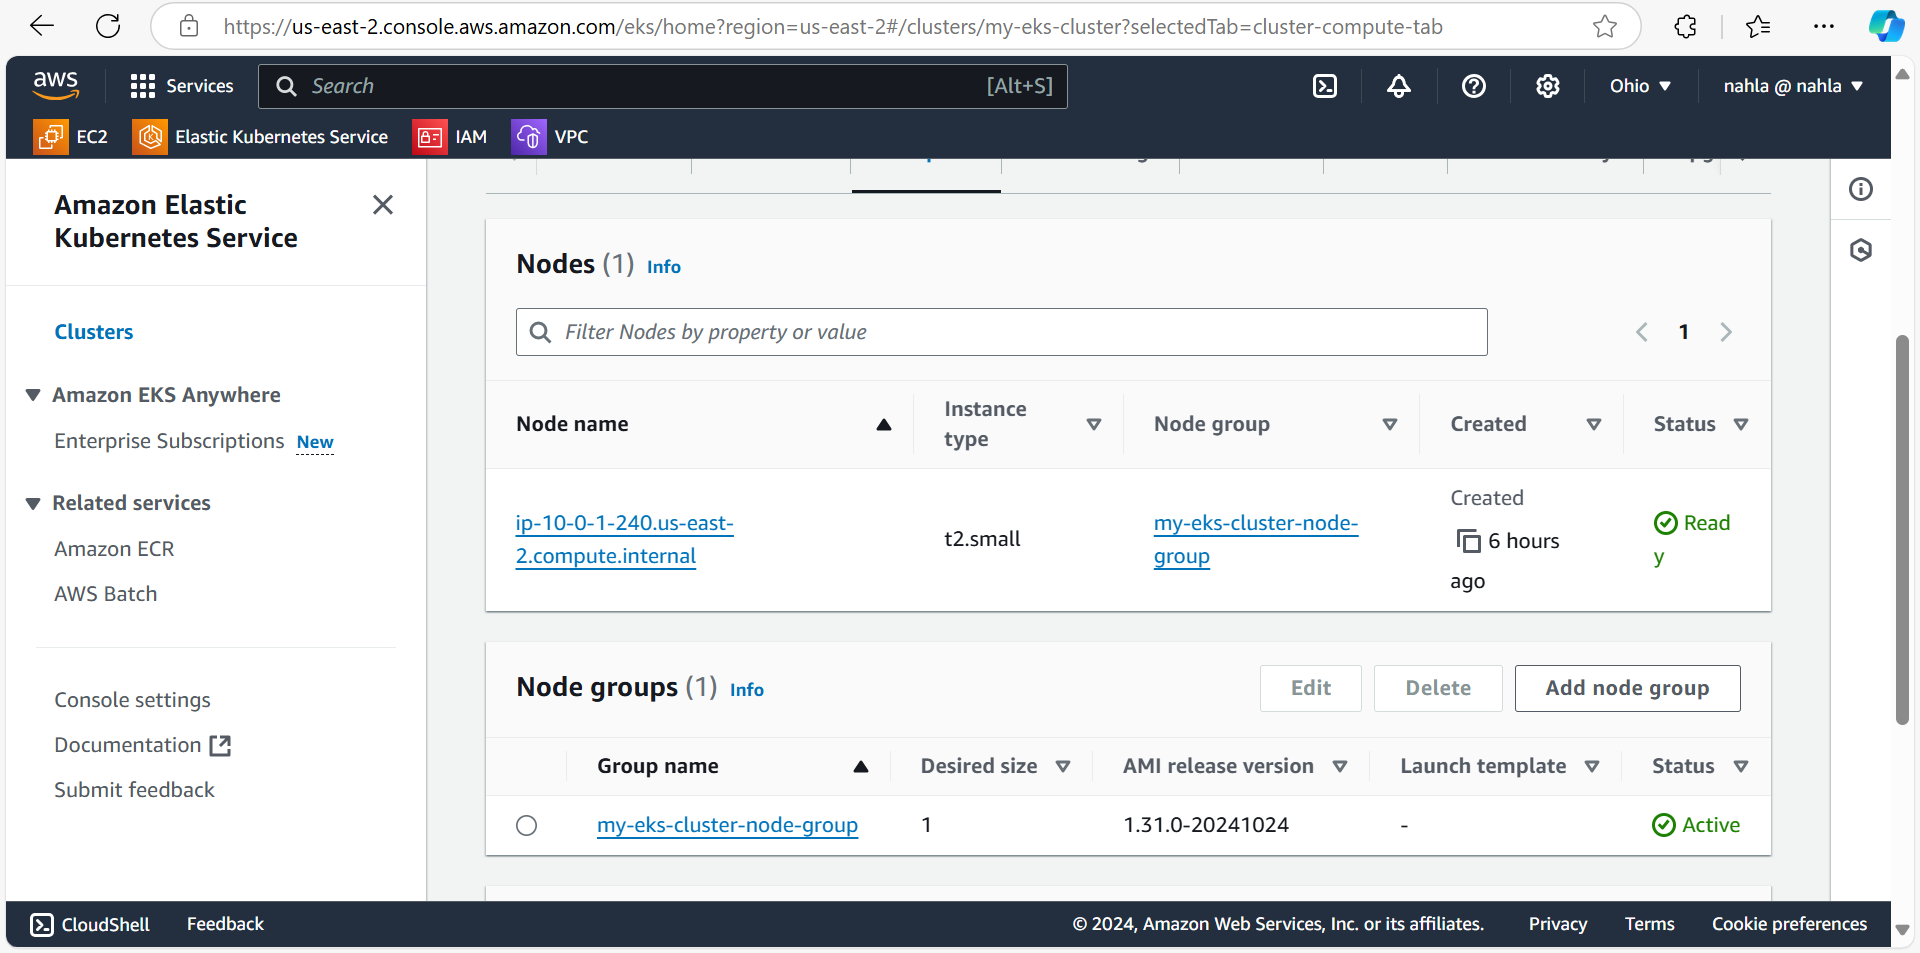 https://us-east-2.console.aws.amazon.com/eks/home?region=us-east-2#/clusters/my-eks-cluster?selectedTab=cluster-compute-tab
aws
Services
Search
[Alt+S]
Ohio
nahla @ nahla
EC2
Elastic Kubernetes Service
IAM
VPC
Amazon Elastic
Kubernetes Service
Clusters
Amazon EKS Anywhere
Enterprise Subscriptions New
Related services
Amazon ECR
AWS Batch
Console settings
Documentation
Submit feedback
Nodes (1) Info
Filter Nodes by property or value
1
Node name
Instance
type
Node group
Created
Status
ip-10-0-1-240.us-east-
2.compute.internal
t2.small
my-eks-cluster-node-
group
Created
6 hours
ago
Read
y
Node groups (1) Info
Edit
Delete
Add node group
Group name
Desired size
AMI release version
Launch template
Status
my-eks-cluster-node-group
1
1.31.0-20241024
-
Active
CloudShell
Feedback
© 2024, Amazon Web Services, Inc. or its affiliates.
Privacy
Terms
Cookie preferences